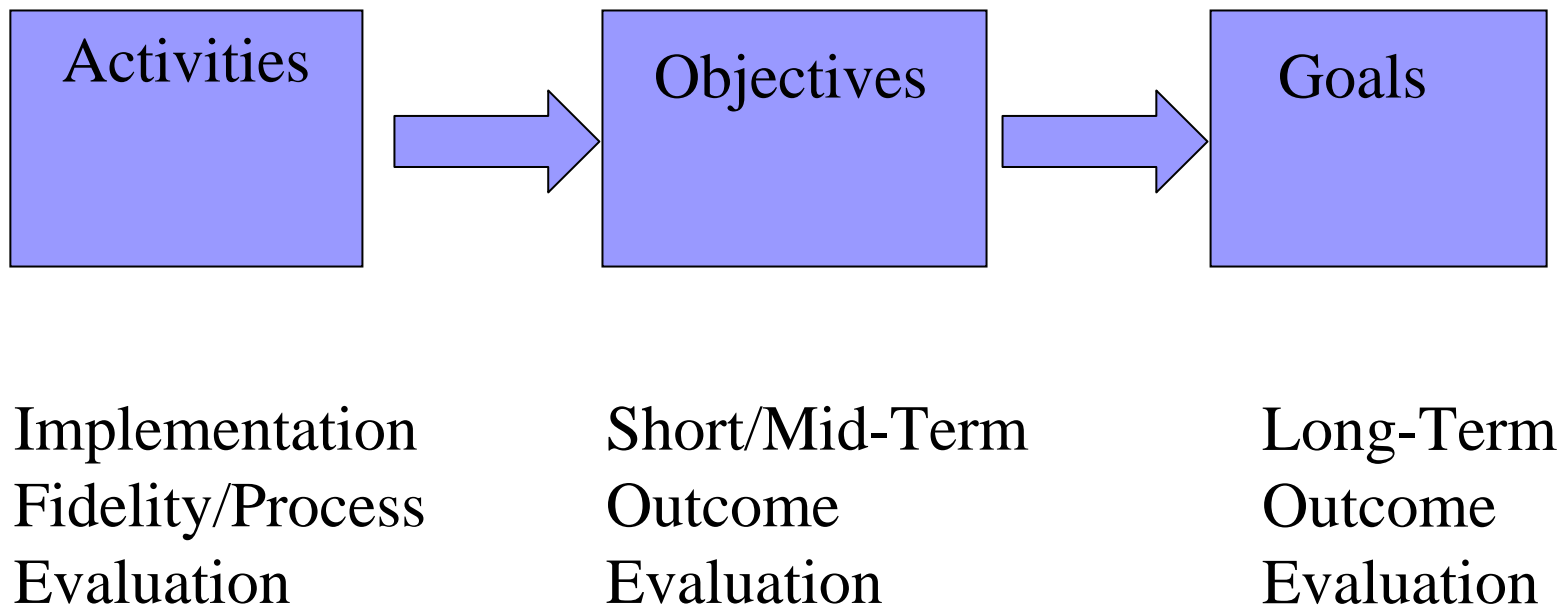 Activities
Objectives
Goals
Implementation
Fidelity/Process
Evaluation
Short/Mid-Term
Outcome
Evaluation
Long-Term
Outcome
Evaluation